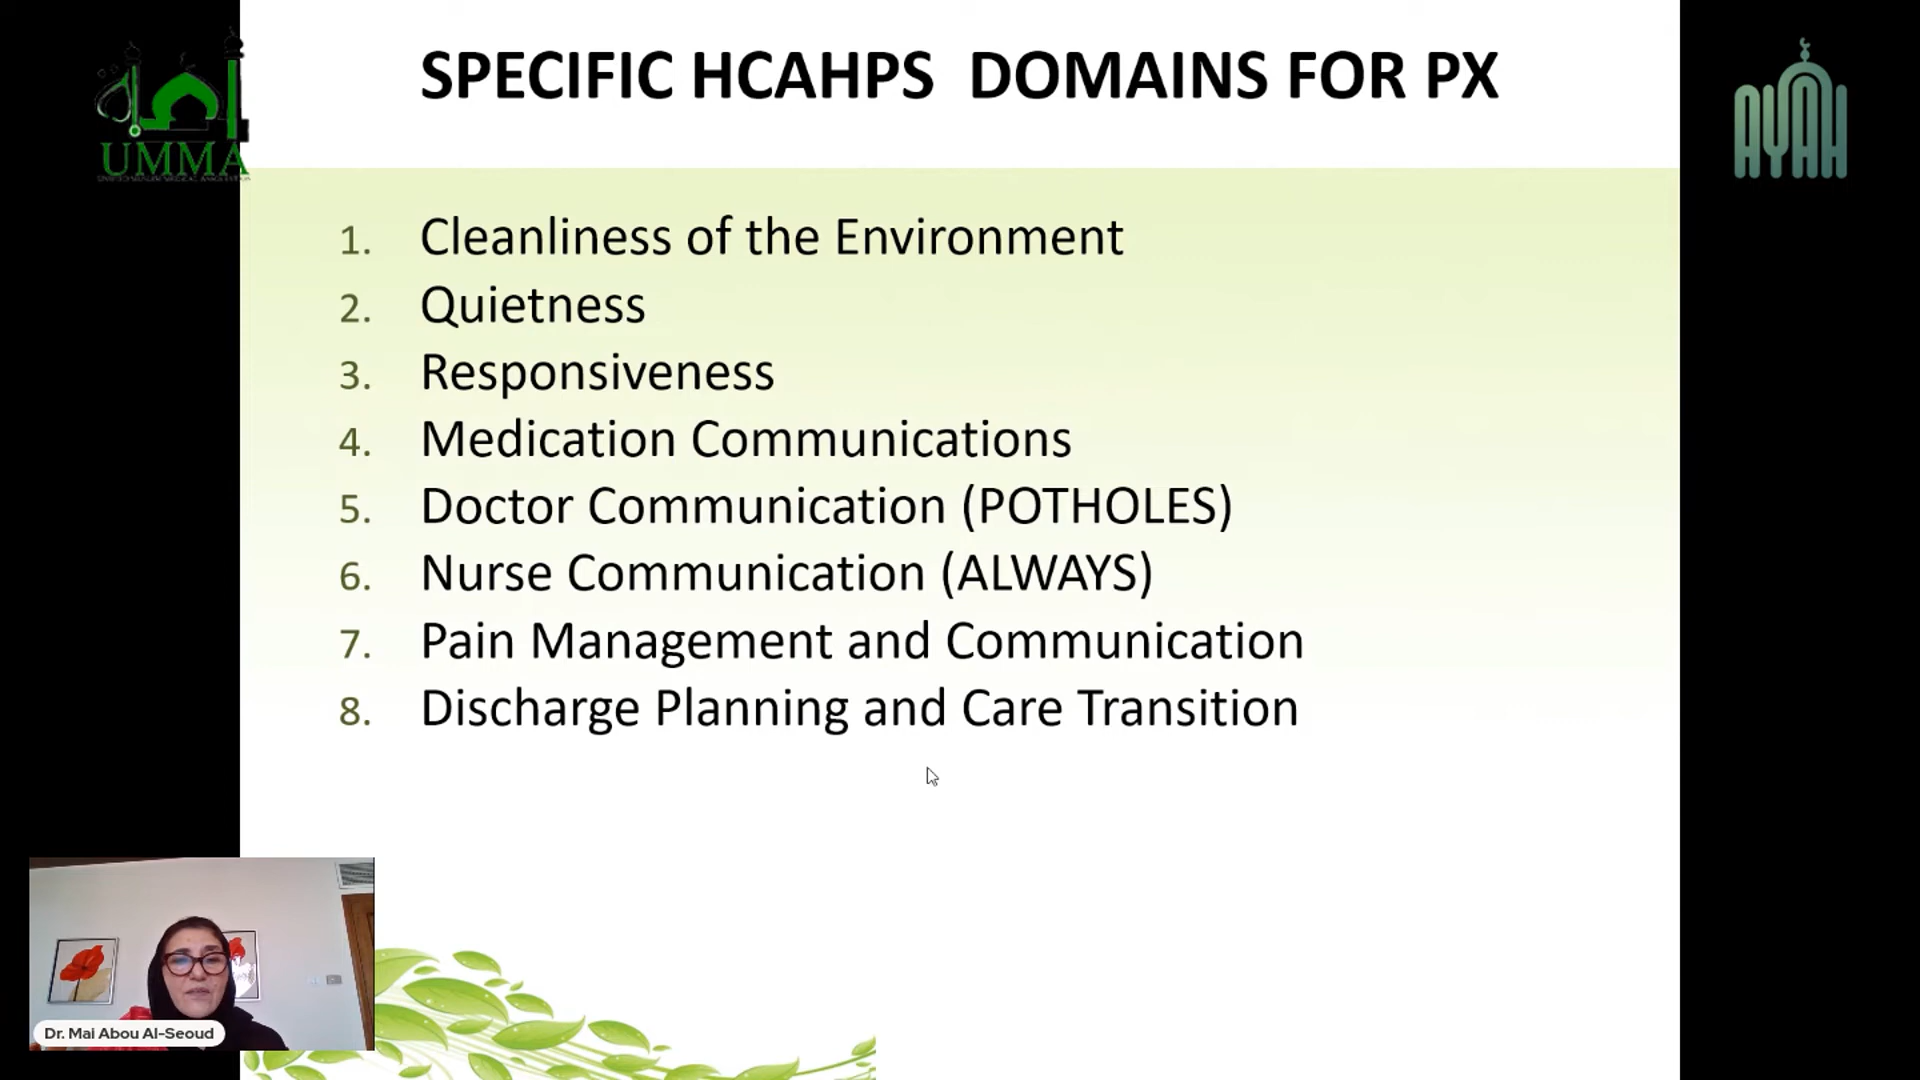 SPECIFIC HCAHPS DOMAINS FOR PX
UMMA
AYAH
1. Cleanliness of the Environment
2. Quietness
3. Responsiveness
4. Medication Communications
5. Doctor Communication (POTHOLES)
6. Nurse Communication (ALWAYS)
7. Pain Management and Communication
8. Discharge Planning and Care Transition
Dr. Mai Abou Al-Seoud